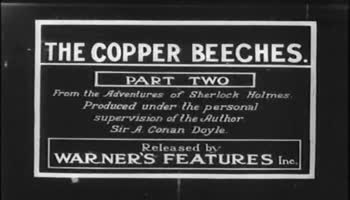 THE COPPER BEECHES.
PART TWO
From the Adventures of Sherlock Holmes.
Produced under the personal
supervision of the Author
Sir A. Conan Doyle.
Released by
WARNER'S FEATURES Inc.